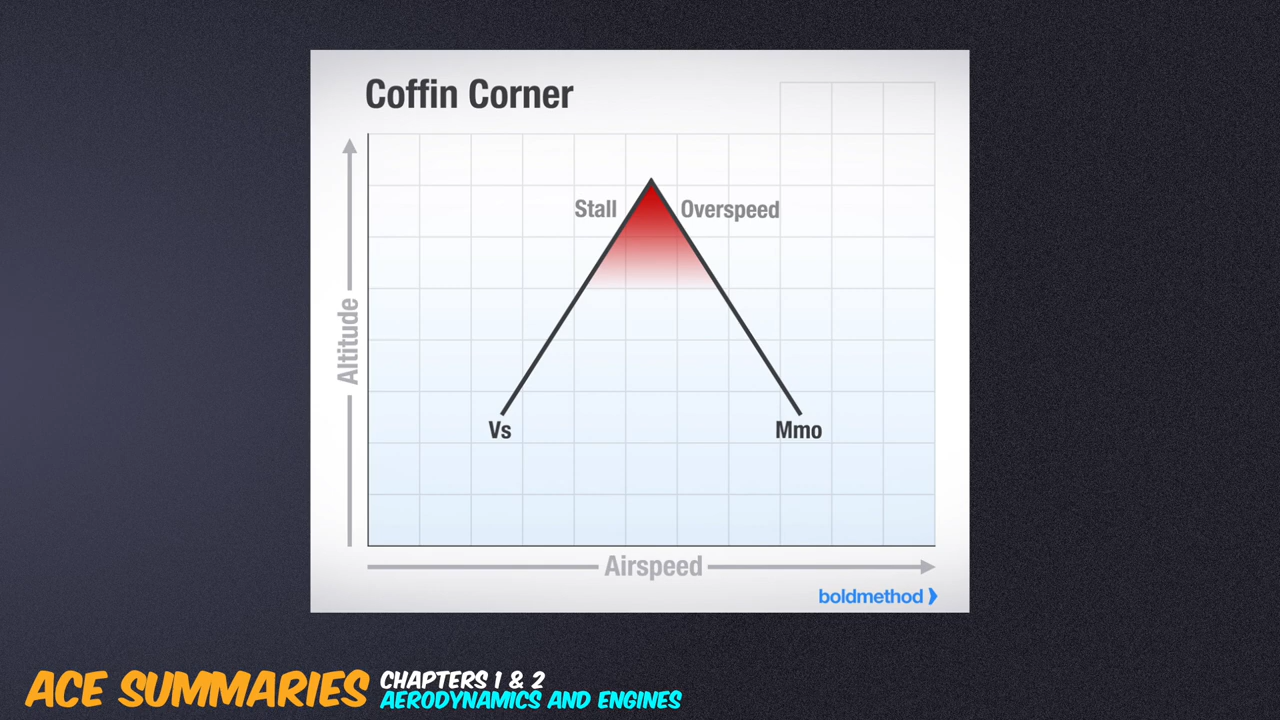 Coffin Corner
Stall
Overspeed
Altitude
Vs
Mmo
Airspeed
boldmethod
ACE SUMMARIES
CHAPTERS 1 & 2
AERODYNAMICS AND ENGINES